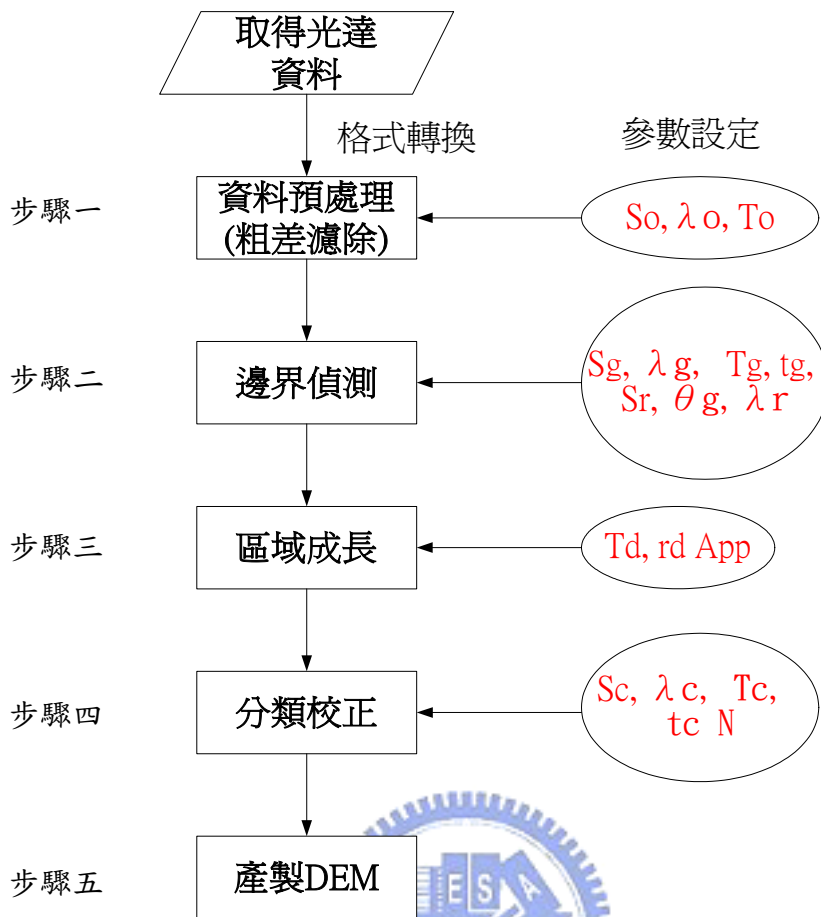 取得光達
資料
格式轉換
參數設定
步驟一
資料預處理
(粗差濾除)
So, λo, To
步驟二
邊界偵測
Sg, λg, Tg, tg,
Sr, θg, λr
步驟三
區域成長
Td, rd App
步驟四
分類校正
Sc, λc, Tc,
tc N
步驟五
產製DEM
E S A